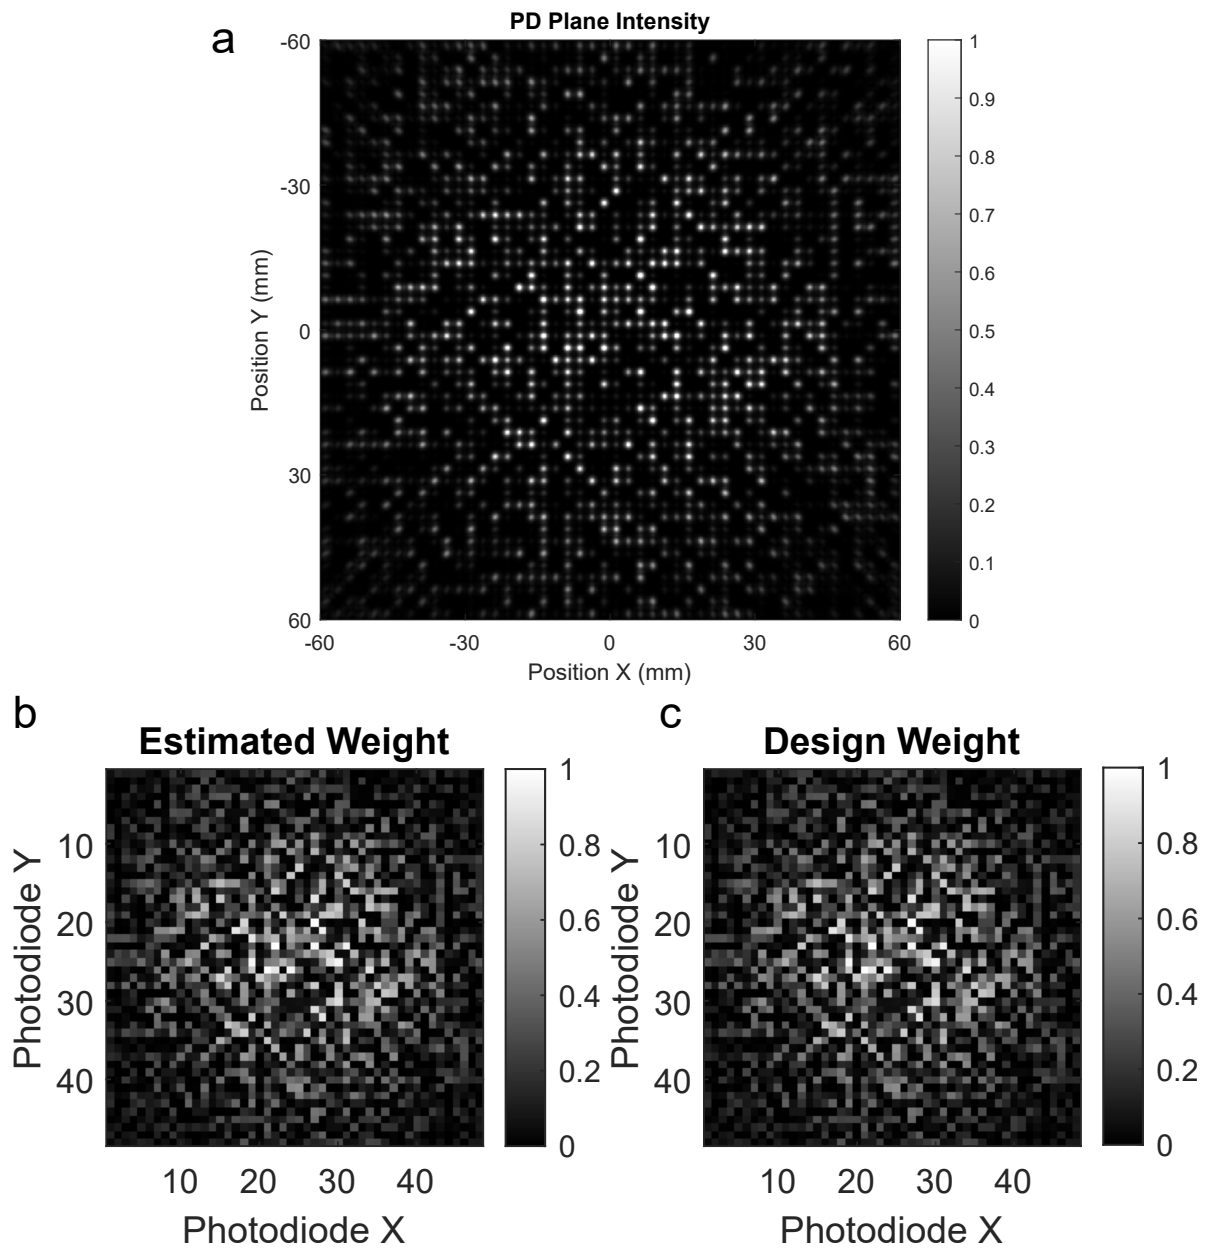 a
PD Plane Intensity
-60
-30
0
30
60
Position Y (mm)
-60 -30 0 30 60
Position X (mm)
1
0.9
0.8
0.7
0.6
0.5
0.4
0.3
0.2
0.1
0
b
Estimated Weight
10
20
30
40
Photodiode Y
10 20 30 40
Photodiode X
1
0.8
0.6
0.4
0.2
0
c
Design Weight
10
20
30
40
Photodiode Y
10 20 30 40
Photodiode X
1
0.8
0.6
0.4
0.2
0